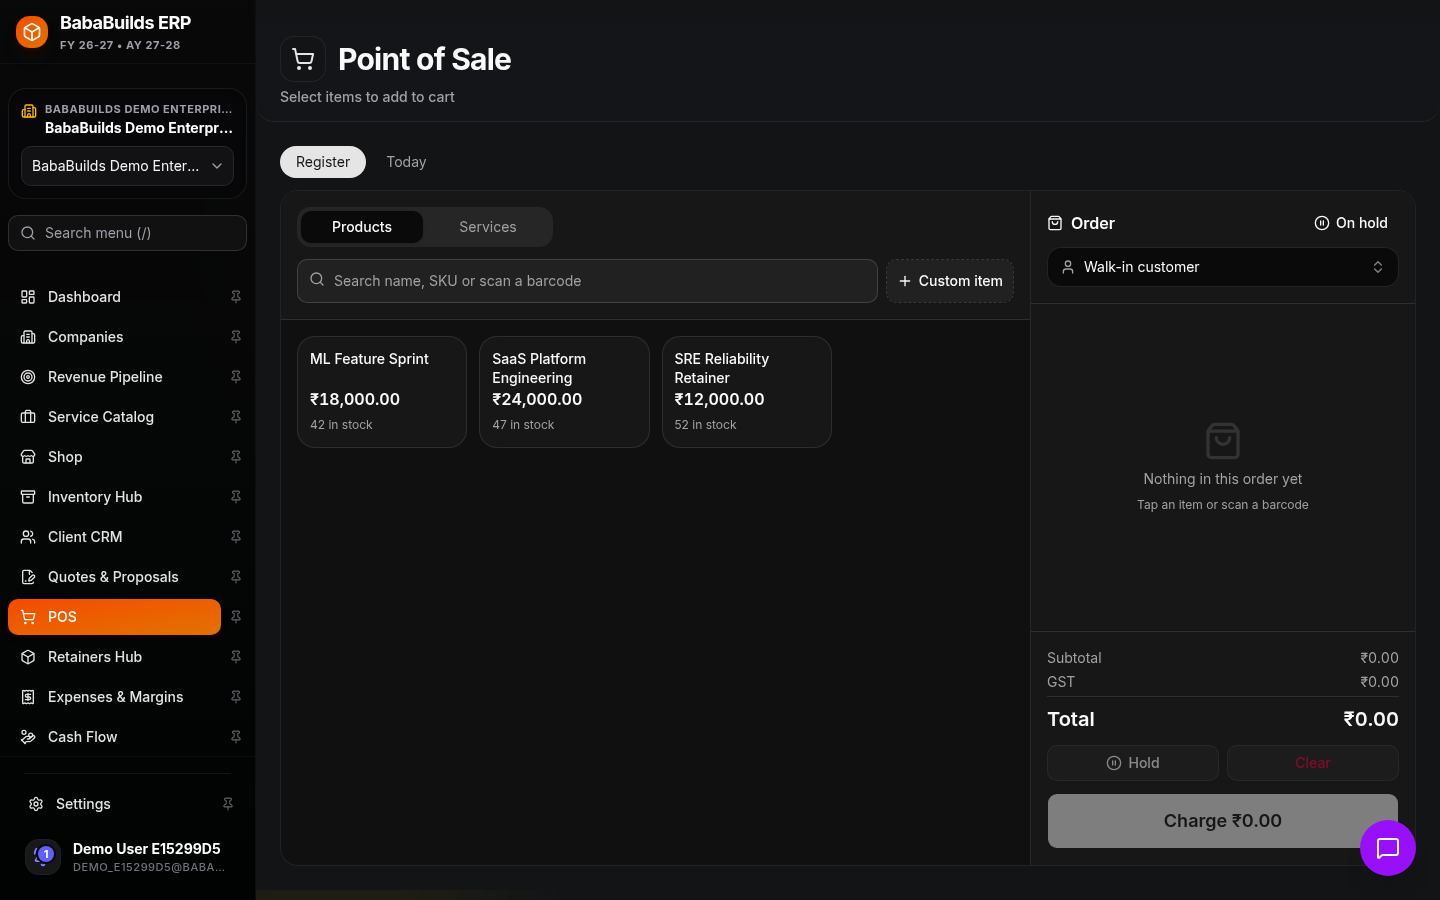 BabaBuilds ERP
FY 26-27 • AY 27-28
BABABUILDS DEMO ENTERPRI...
BabaBuilds Demo Enterpr...
BabaBuilds Demo Enter...
Search menu (/)
Dashboard
Companies
Revenue Pipeline
Service Catalog
Shop
Inventory Hub
Client CRM
Quotes & Proposals
POS
Retainers Hub
Expenses & Margins
Cash Flow
Settings
1
Demo User E15299D5
DEMO_E15299D5@BABA...
Point of Sale
Select items to add to cart
Register
Today
Products
Services
Search name, SKU or scan a barcode
Custom item
ML Feature Sprint
₹18,000.00
42 in stock
SaaS Platform
Engineering
₹24,000.00
47 in stock
SRE Reliability
Retainer
₹12,000.00
52 in stock
Order
On hold
Walk-in customer
Nothing in this order yet
Tap an item or scan a barcode
Subtotal ₹0.00
GST ₹0.00
Total ₹0.00
Hold
Clear
Charge ₹0.00